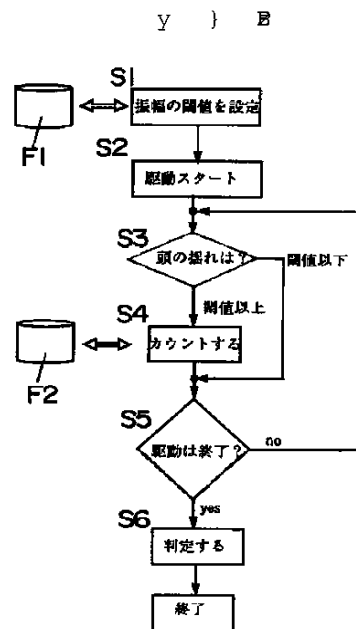 y } B
S1
振幅の閾値を設定
F1
S2
駆動スタート
S3
頭の揺れは？
閾値以下
閾値以上
S4
カウントする
F2
S5
駆動は終了？
no
yes
S6
判定する
終了